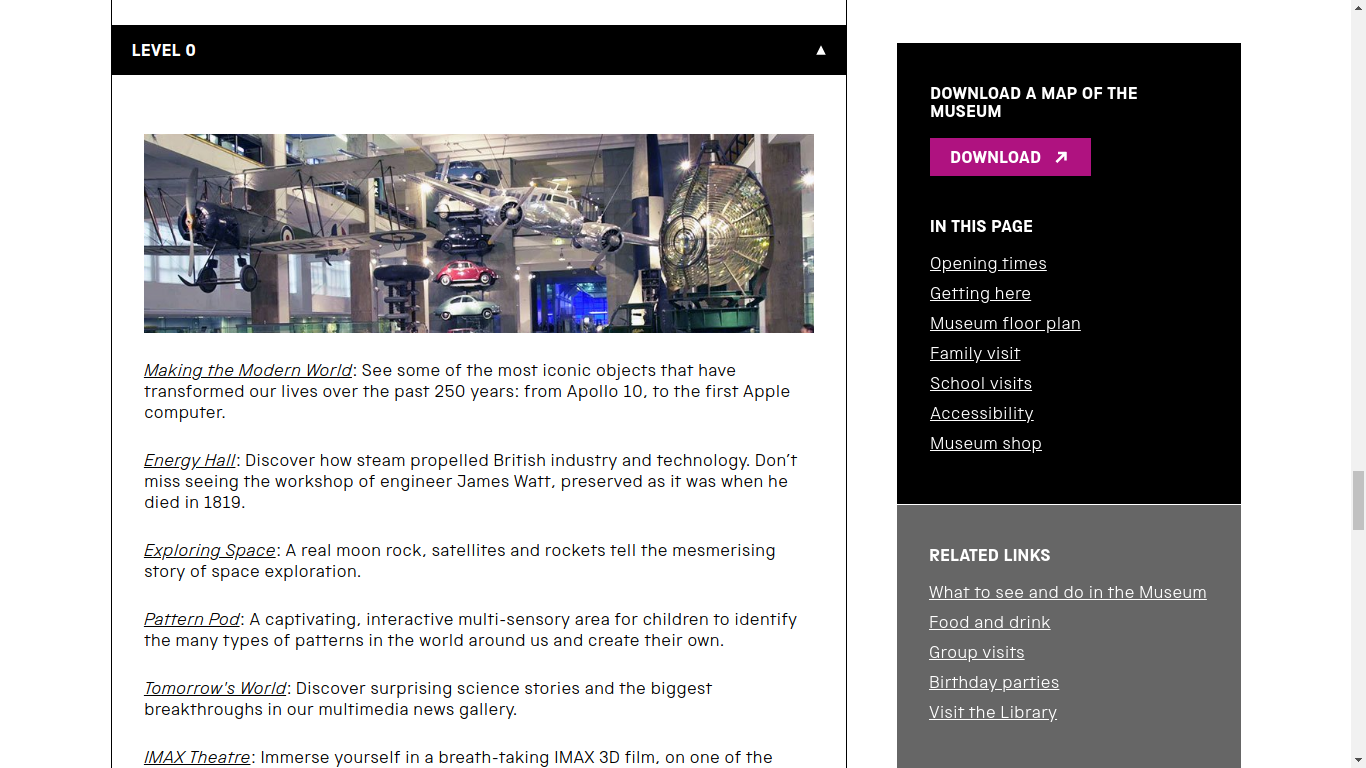 LEVEL 0 ▲
Making the Modern World: See some of the most iconic objects that have
transformed our lives over the past 250 years: from Apollo 10, to the first Apple
computer.
Energy Hall: Discover how steam propelled British industry and technology. Don’t
miss seeing the workshop of engineer James Watt, preserved as it was when he
died in 1819.
Exploring Space: A real moon rock, satellites and rockets tell the mesmerising
story of space exploration.
Pattern Pod: A captivating, interactive multi-sensory area for children to identify
the many types of patterns in the world around us and create their own.
Tomorrow's World: Discover surprising science stories and the biggest
breakthroughs in our multimedia news gallery.
IMAX Theatre: Immerse yourself in a breath-taking IMAX 3D film, on one of the
DOWNLOAD A MAP OF THE
MUSEUM
DOWNLOAD
IN THIS PAGE
Opening times
Getting here
Museum floor plan
Family visit
School visits
Accessibility
Museum shop
RELATED LINKS
What to see and do in the Museum
Food and drink
Group visits
Birthday parties
Visit the Library